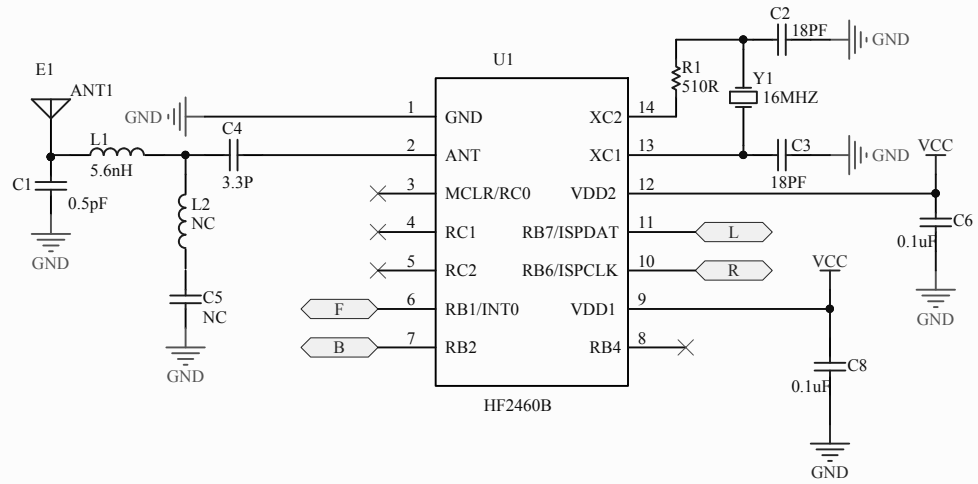 E1
ANT1
GND
L1
5.6nH
C4
3.3P
C1
0.5pF
GND
L2
NC
C5
NC
GND
U1
1
GND
2
ANT
3
MCLR/RC0
4
RC1
5
RC2
F
6
RB1/INT0
B
7
RB2
XC2
14
XC1
13
VDD2
12
RB7/ISPDAT
11
L
RB6/ISPCLK
10
R
VDD1
9
RB4
8
HF2460B
R1
510R
C2
18PF
GND
Y1
16MHZ
C3
18PF
GND
VCC
C6
0.1uF
GND
VCC
C8
0.1uF
GND